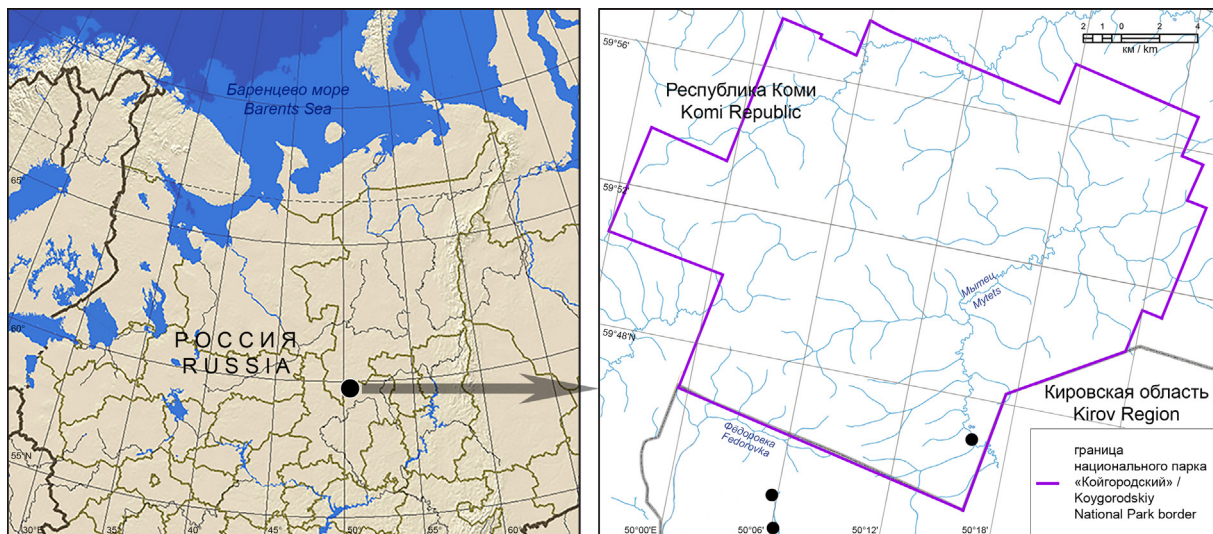 Баренцево море
Barents Sea
65°
60°
55°N
РОССИЯ
RUSSIA
30°E
35°
40°
45°
50°
55°
60°
59°56'
59°52'
59°48'N
Республика Коми
Komi Republic
2 1 0 2 4
км / km
Мытец
Mytets
Фёдоровка
Fedorovka
Кировская область
Kirov Region
граница
национального парка
«Койгородский» /
Koygorodskiy
National Park border
50°00'E
50°06'
50°12'
50°18'